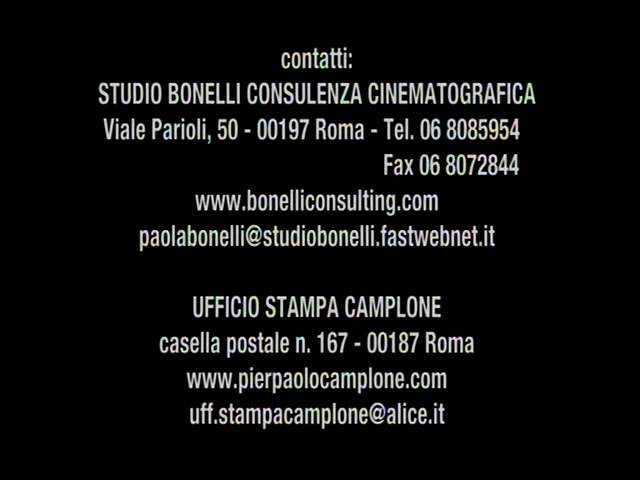 contatti:
STUDIO BONELLI CONSULENZA CINEMATOGRAFICA
Viale Parioli, 50 - 00197 Roma - Tel. 06 8085954
Fax 06 8072844
www.bonelliconsulting.com
paolabonelli@studiobonelli.fastwebnet.it
UFFICIO STAMPA CAMPLONE
casella postale n. 167 - 00187 Roma
www.pierpaolocamplone.com
uff.stampacamplone@alice.it